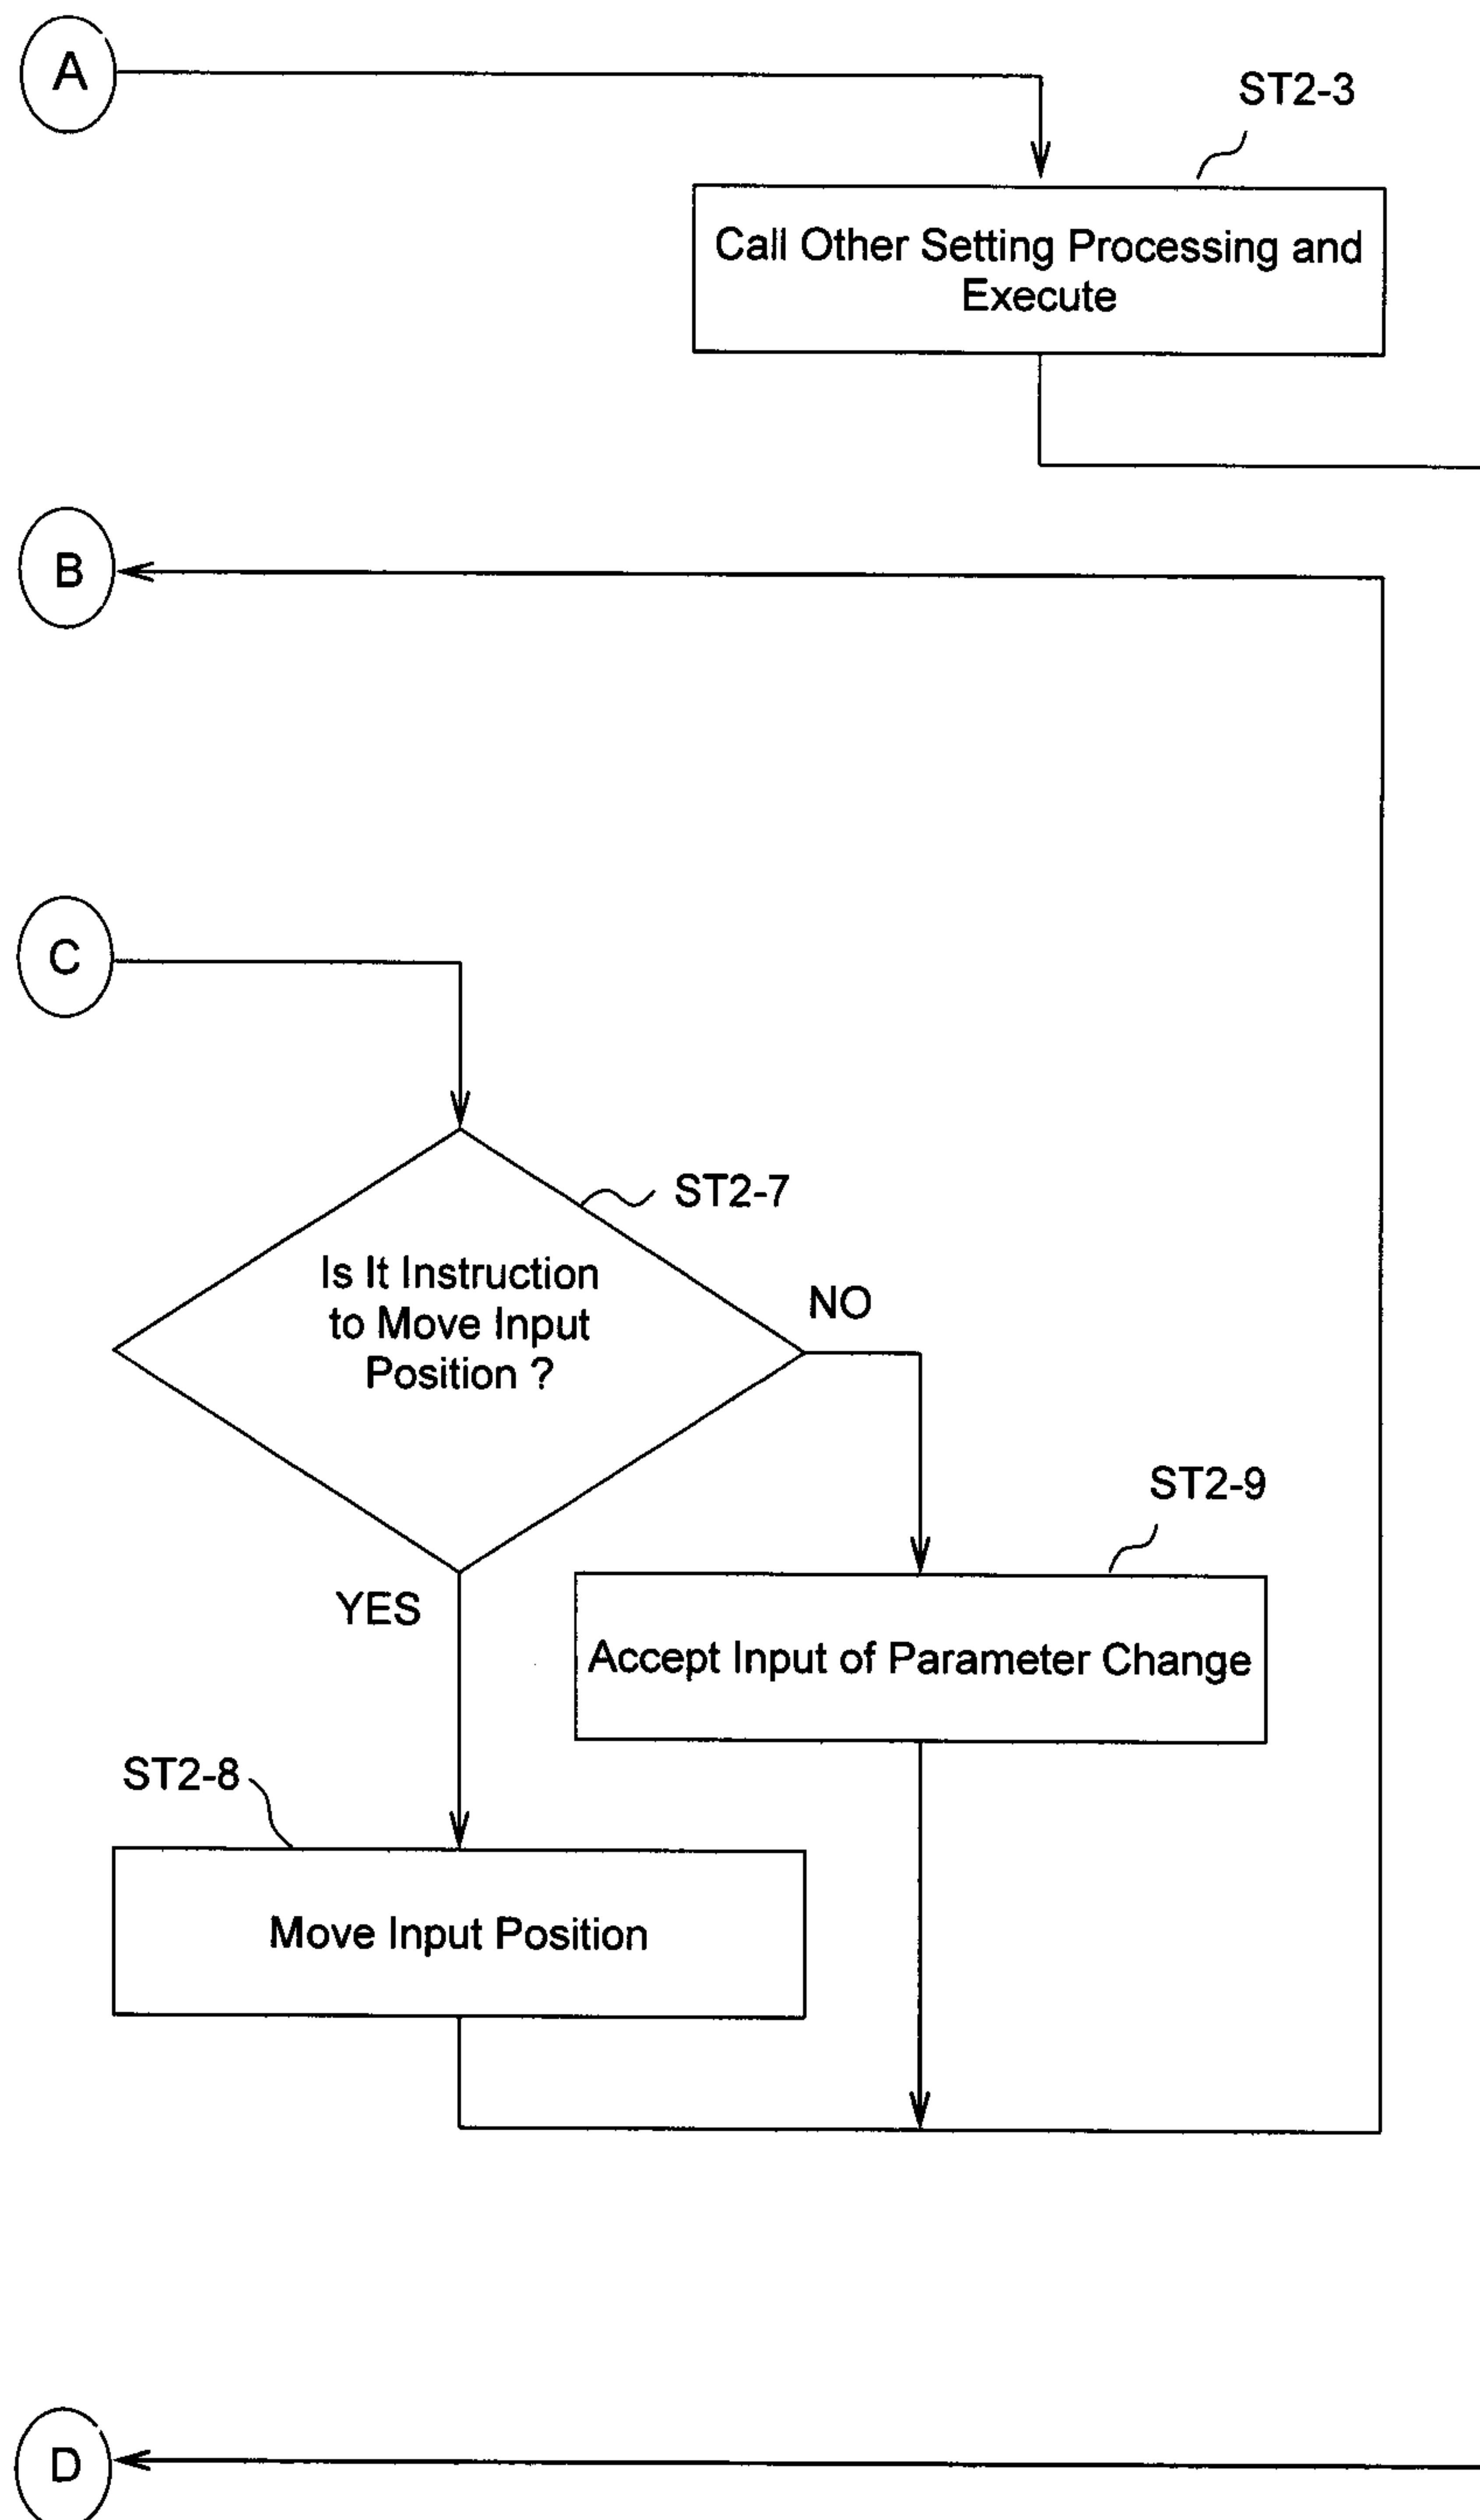 A
ST2-3
Call Other Setting Processing and
Execute
B
C
ST2-7
Is It Instruction
to Move Input
Position ?
NO
ST2-9
YES
Accept Input of Parameter Change
ST2-8
Move Input Position
D